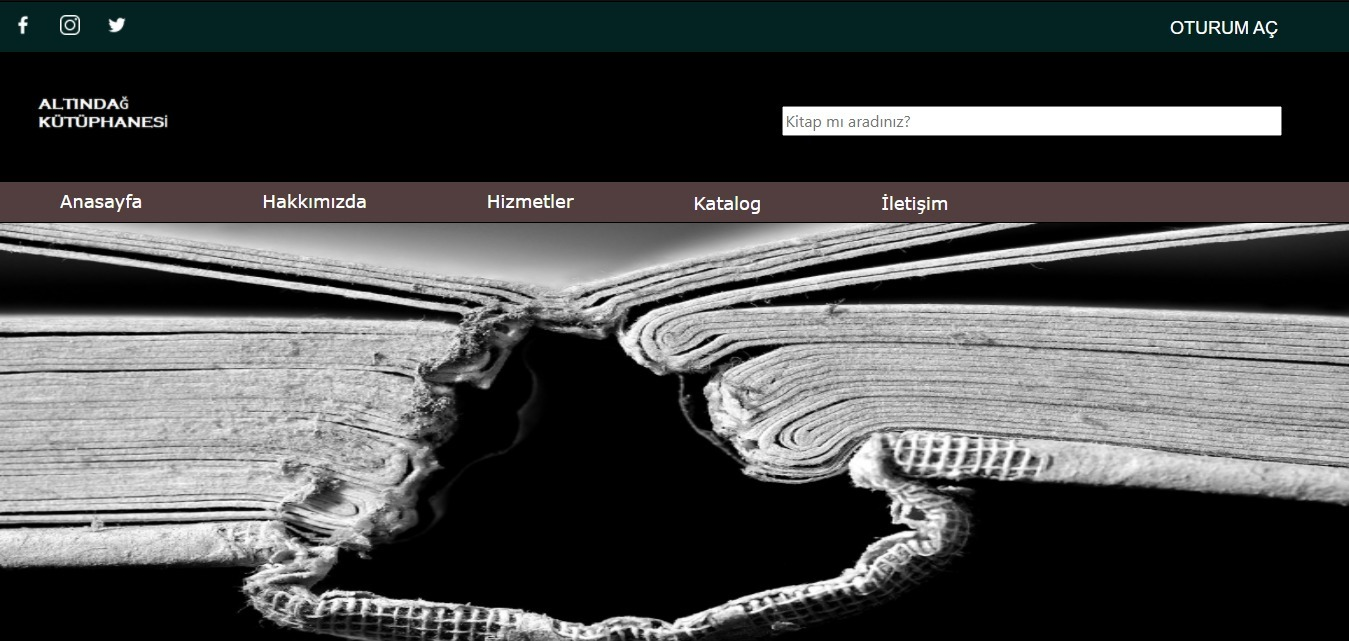 OTURUM AÇ
ALTINDAĞ
KÜTÜPHANESİ
Kitap mı aradınız?
Anasayfa Hakkımızda Hizmetler Katalog İletişim